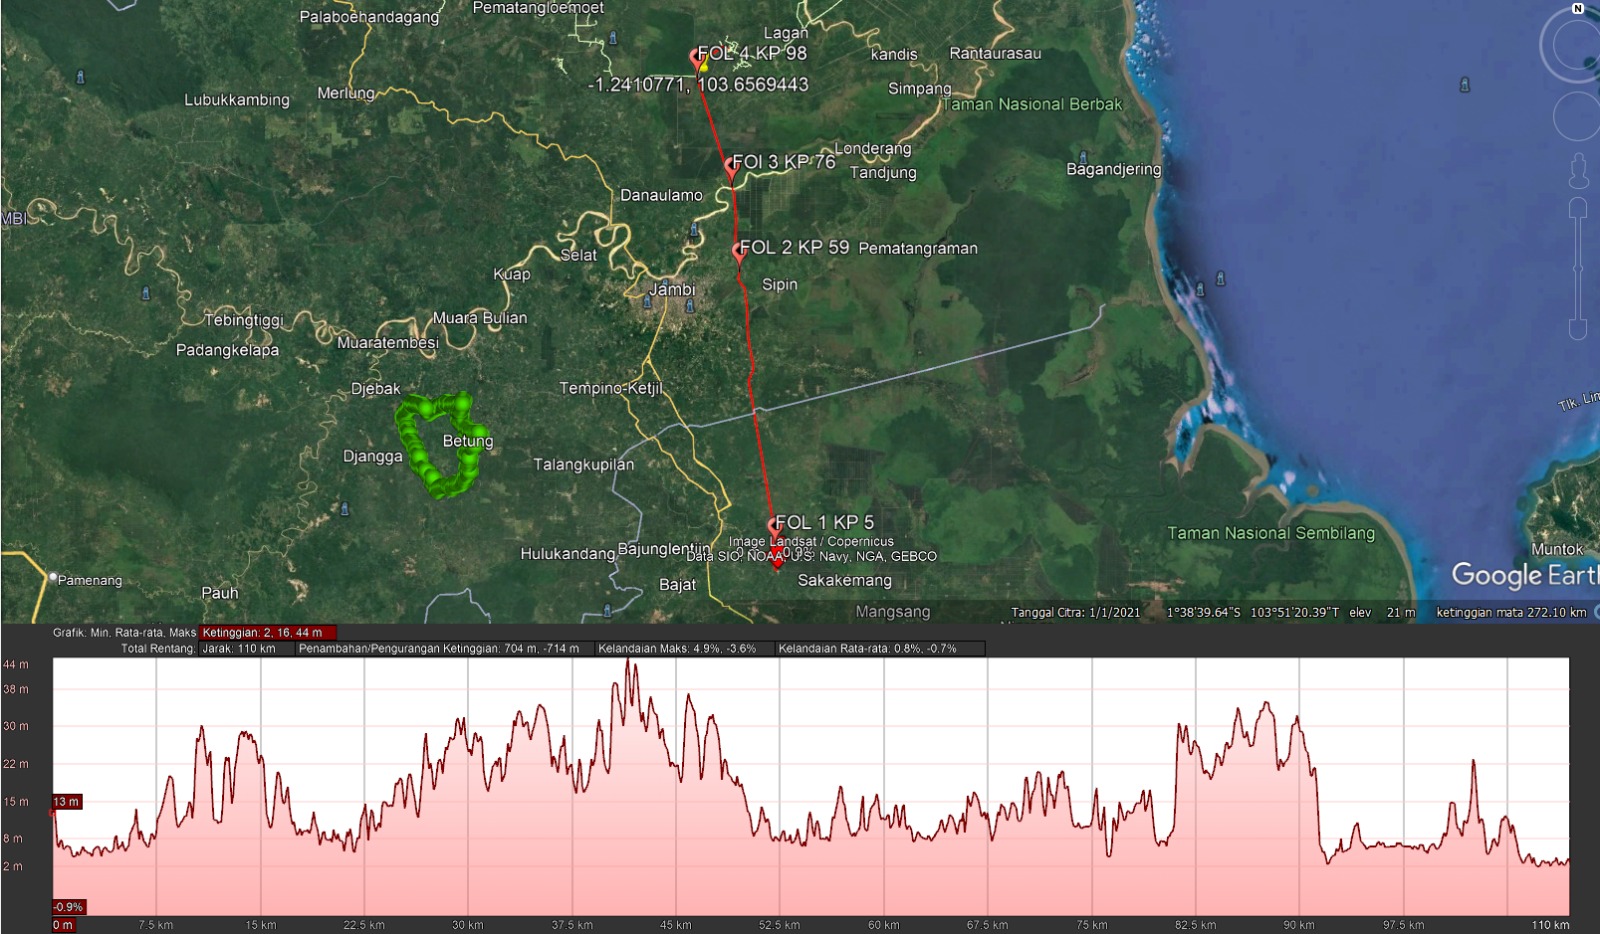 N
Palaboehandagang
Pematangloemoet
Lagan
FOL 4 KP 98
kandis
Rantaurasau
-1.2410771, 103.6569443
Merlung
Lubukkambing
Simpang
Taman Nasional Berbak
FOl 3 KP 76
Londerang
Tandjung
Bagandjering
Danaulamo
MBI
FOL 2 KP 59
Pematangraman
Selat
Kuap
Sipin
Jambi
Tebingtinggi
Muara Bulian
Padangkelapa
Muaratembesi
Djebak
Tempino-Ketjil
Tlk. Lin
Betung
Djangga
Talangkupilan
FOL 1 KP 5
Taman Nasional Sembilang
Image Landsat / Copernicus
Hulukandang
Bajunglentjin
Data SIO, NOAA, U.S. Navy, NGA, GEBCO
Muntok
Pamenang
Bajat
Sakakemang
Google Earth
Pauh
Mangsang
Tanggal Citra: 1/1/2021 1°38'39.64"S 103°51'20.39"T elev 21 m ketinggian mata 272.10 km
Grafik: Min. Rata-rata. Maks Ketinggian: 2, 16, 44 m
Total Rentang: Jarak: 110 km Penambahan/Pengurangan Ketinggian: 704 m, -714 m Kelandaian Maks: 4.9%, -3.6% Kelandaian Rata-rata: 0.8%, -0.7%
44 m
38 m
30 m
22 m
15 m
13 m
8 m
2 m
-0.9%
0 m 7.5 km 15 km 22.5 km 30 km 37.5 km 45 km 52.5 km 60 km 67.5 km 75 km 82.5 km 90 km 97.5 km 110 km